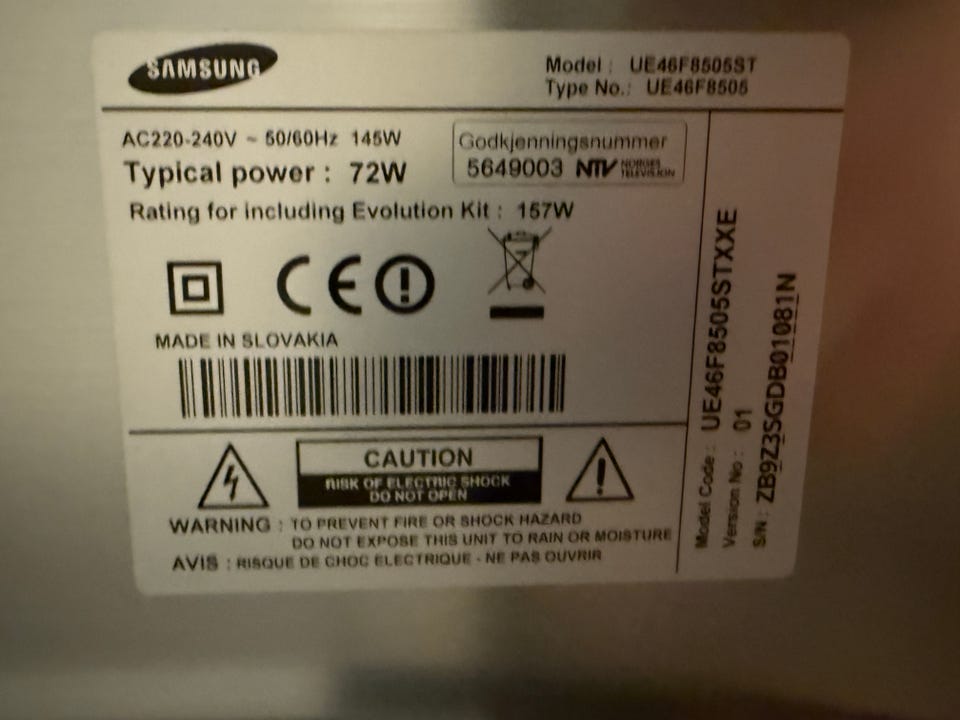 SAMSUNG
Model : UE46F8505ST
Type No.: UE46F8505
AC220-240V ~ 50/60Hz 145W
Typical power : 72W
Rating for including Evolution Kit : 157W
Godkjenningsnummer
5649003 NTV NORGES TELEVISION
CE
MADE IN SLOVAKIA
CAUTION
RISK OF ELECTRIC SHOCK
DO NOT OPEN
WARNING : TO PREVENT FIRE OR SHOCK HAZARD
DO NOT EXPOSE THIS UNIT TO RAIN OR MOISTURE
AVIS : RISQUE DE CHOC ELECTRIQUE - NE PAS OUVRIR
Model Code : UE46F8505STXXE
Version No : 01
S/N : ZB9Z3SGDB01081N